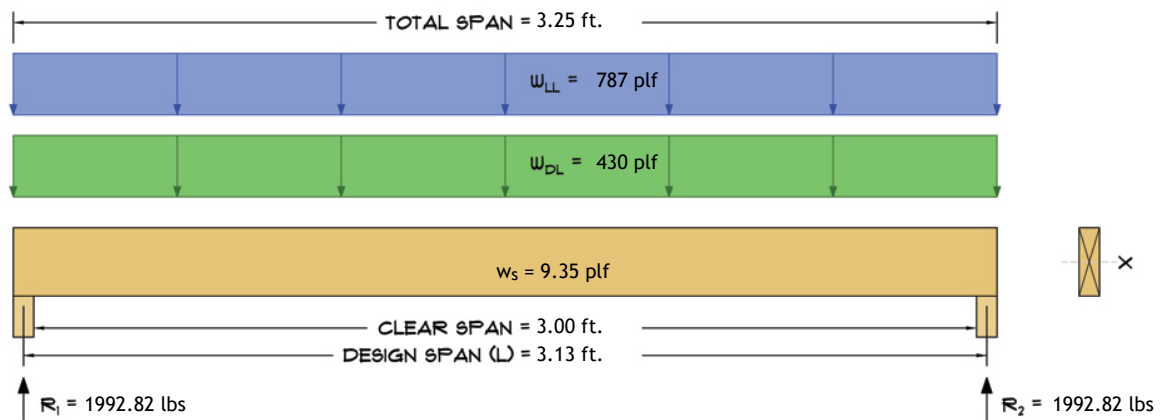 TOTAL SPAN = 3.25 ft.
WLL = 787 plf
WDL = 430 plf
ws = 9.35 plf
X
CLEAR SPAN = 3.00 ft.
DESIGN SPAN (L) = 3.13 ft.
R1 = 1992.82 lbs
R2 = 1992.82 lbs